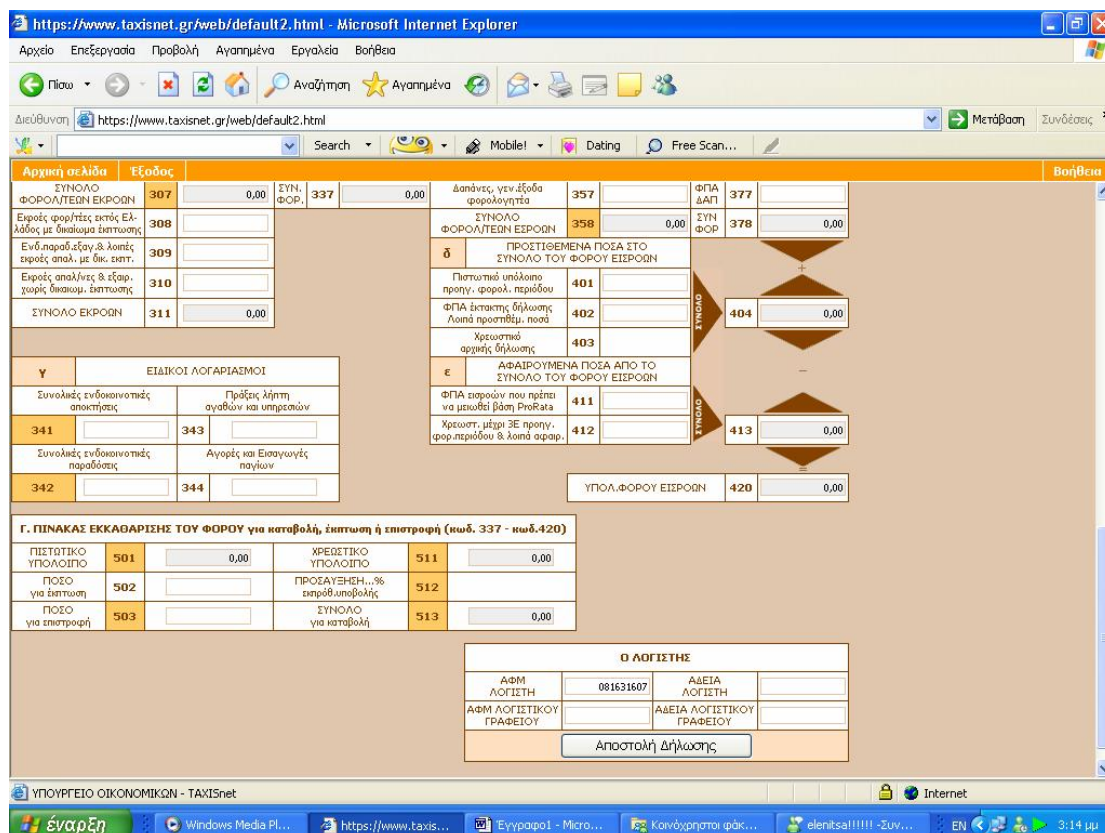 https://www.taxisnet.gr/web/default2.html - Microsoft Internet Explorer
Αρχείο Επεξεργασία Προβολή Αγαπημένα Εργαλεία Βοήθεια
Πίσω Αναζήτηση Αγαπημένα
Διεύθυνση https://www.taxisnet.gr/web/default2.html Μετάβαση Συνδέσεις
Search Mobile! Dating Free Scan...
Αρχική σελίδα Έξοδος Βοήθεια
ΣΥΝΟΛΟ
ΦΟΡΟΛ/ΤΕΩΝ ΕΚΡΟΩΝ 307 0,00 ΣΥΝ.
ΦΟΡ. 337 0,00
Εκροές φορ/τέες εκτός Ελ-
λάδος με δικαίωμα έκπτωσης 308
Ενδ.παραδ.εξαγ.& λοιπές
εκροές απαλ. με δικ. εκπτ. 309
Εκροές απαλ/νες & εξαιρ.
χωρίς δικαιωμ. έκπτωσης 310
ΣΥΝΟΛΟ ΕΚΡΟΩΝ 311 0,00
Δαπάνες, γεν.έξοδα
φορολογητέα 357 ΦΠΑ
ΔΑΠ 377
ΣΥΝΟΛΟ
ΦΟΡΟΛ/ΤΕΩΝ ΕΣΡΟΩΝ 358 0,00 ΣΥΝ
ΦΟΡ 378 0,00
δ ΠΡΟΣΤΙΘΕΜΕΝΑ ΠΟΣΑ ΣΤΟ
ΣΥΝΟΛΟ ΤΟΥ ΦΟΡΟΥ ΕΙΣΡΟΩΝ
+
Πιστωτικό υπόλοιπο
προηγ. φορολ. περιόδου 401
ΦΠΑ έκτακτης δήλωσης
Λοιπά προστιθέμ. ποσά 402
ΣΥΝΟΛΟ 404 0,00
Χρεωστικό
αρχικής δήλωσης 403
γ ΕΙΔΙΚΟΙ ΛΟΓΑΡΙΑΣΜΟΙ
Συνολικές ενδοκοινοτικές
αποκτήσεις
Πράξεις λήπτη
αγαθών και υπηρεσιών
341 343
Συνολικές ενδοκοινοτικές
παραδόσεις
Αγορές και Εισαγωγές
παγίων
342 344
ε ΑΦΑΙΡΟΥΜΕΝΑ ΠΟΣΑ ΑΠΟ ΤΟ
ΣΥΝΟΛΟ ΤΟΥ ΦΟΡΟΥ ΕΙΣΡΟΩΝ
−
ΦΠΑ εισροών που πρέπει
να μειωθεί βάση ProRata 411
Χρεωστ. μέχρι 3Ε προηγ.
φορ.περιόδου & λοιπά αφαιρ. 412
ΣΥΝΟΛΟ 413 0,00
=
ΥΠΟΛ.ΦΟΡΟΥ ΕΙΣΡΟΩΝ 420 0,00
Γ. ΠΙΝΑΚΑΣ ΕΚΚΑΘΑΡΙΣΗΣ ΤΟΥ ΦΟΡΟΥ για καταβολή, έκπτωση ή επιστροφή (κωδ. 337 - κωδ.420)
ΠΙΣΤΩΤΙΚΟ
ΥΠΟΛΟΙΠΟ 501 0,00 ΧΡΕΩΣΤΙΚΟ
ΥΠΟΛΟΙΠΟ 511 0,00
ΠΟΣΟ
για έκπτωση 502 ΠΡΟΣΑΥΞΗΣΗ...%
εκπρόθ.υποβολής 512
ΠΟΣΟ
για επιστροφή 503 ΣΥΝΟΛΟ
για καταβολή 513 0,00
Ο ΛΟΓΙΣΤΗΣ
ΑΦΜ
ΛΟΓΙΣΤΗ 081631607 ΑΔΕΙΑ
ΛΟΓΙΣΤΗ
ΑΦΜ ΛΟΓΙΣΤΙΚΟΥ
ΓΡΑΦΕΙΟΥ ΑΔΕΙΑ ΛΟΓΙΣΤΙΚΟΥ
ΓΡΑΦΕΙΟΥ
Αποστολή Δήλωσης
ΥΠΟΥΡΓΕΙΟ ΟΙΚΟΝΟΜΙΚΩΝ - TAXISnet Internet
έναρξη Windows Media Pl... https://www.taxis... Έγγραφο1 - Micro... Κοινόχρηστοι φάκ... elenitsa!!!!!! -Συν... EN 3:14 μμ